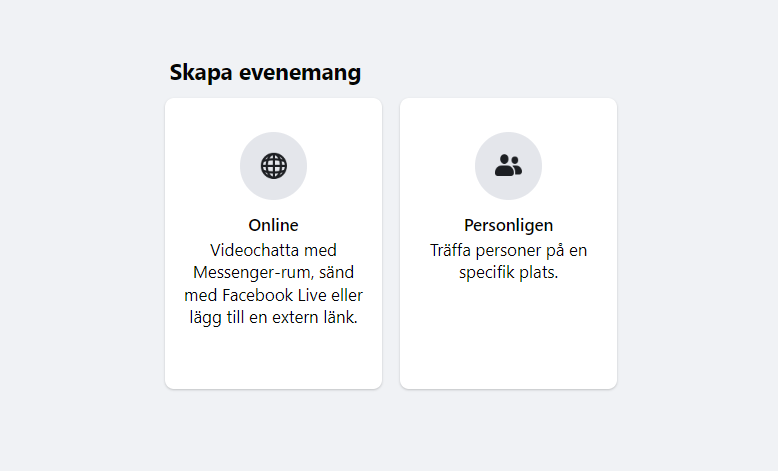 Skapa evenemang
Online
Videochatta med
Messenger-rum, sänd
med Facebook Live eller
lägg till en extern länk.
Personligen
Träffa personer på en
specifik plats.